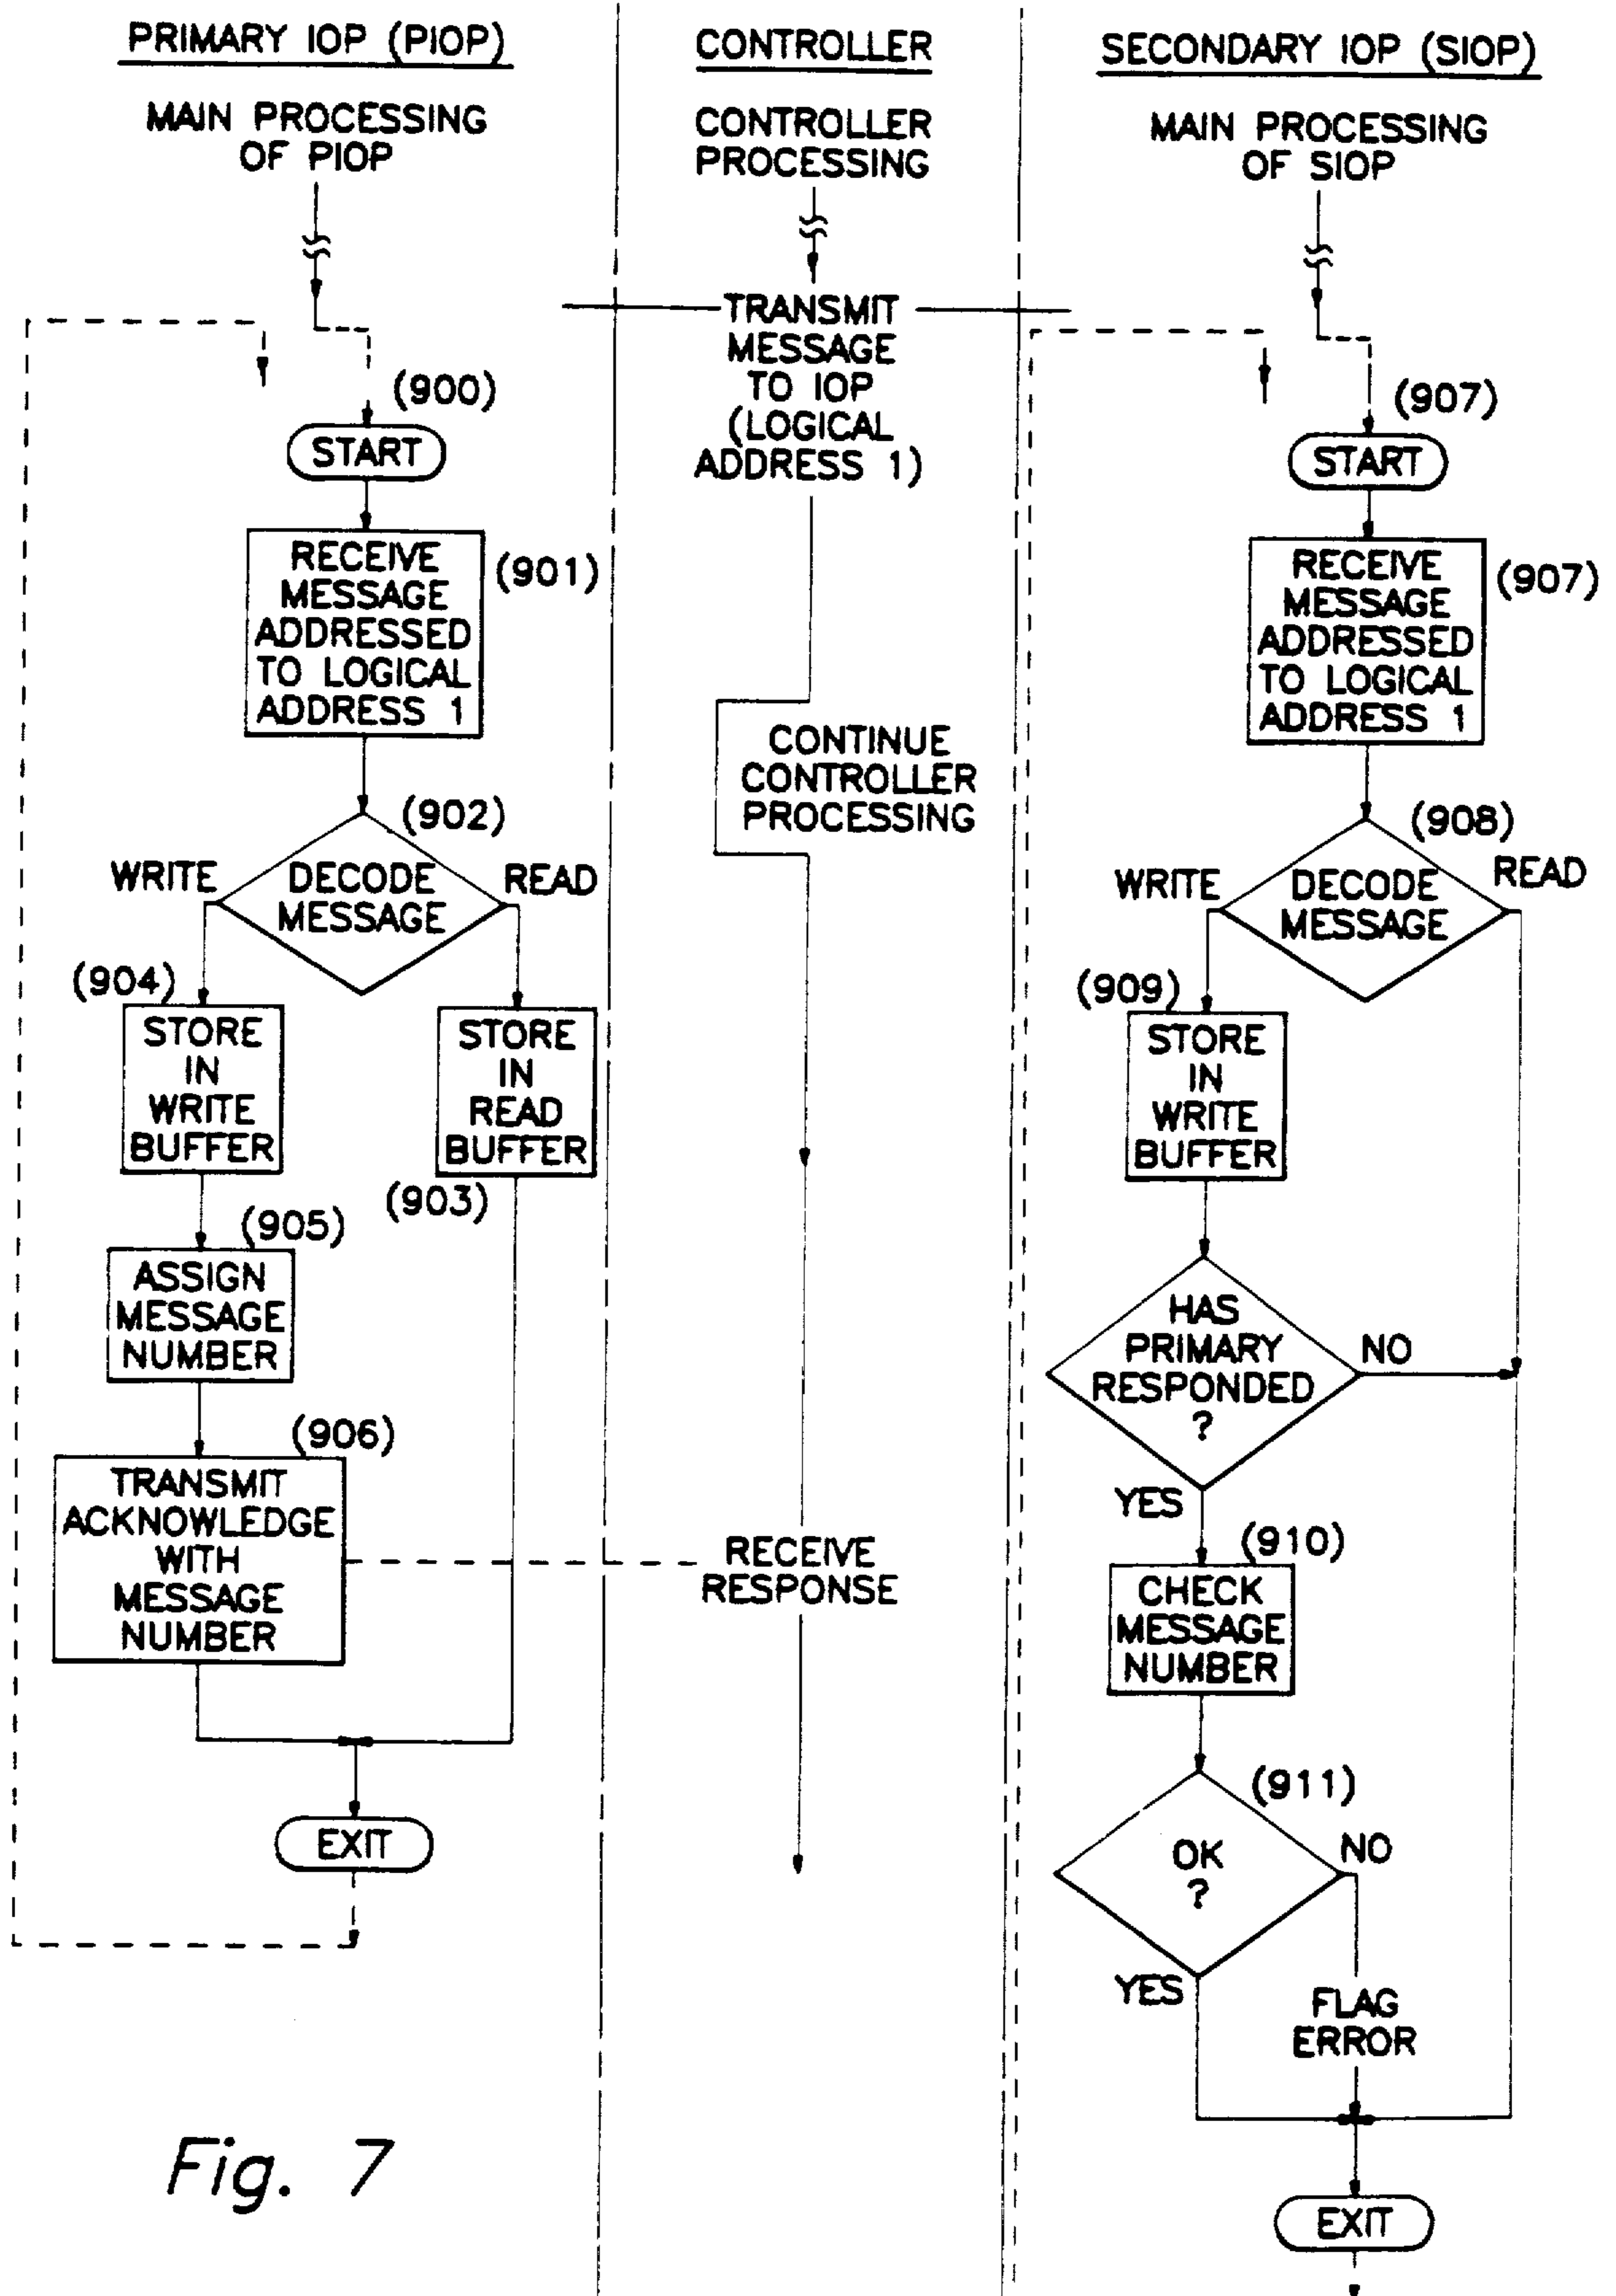 PRIMARY IOP (PIOP)
MAIN PROCESSING
OF PIOP
(900)
START
RECEIVE
MESSAGE
ADDRESSED
TO LOGICAL
ADDRESS 1
(901)
(902)
WRITE
DECODE
MESSAGE
READ
(904)
STORE
IN
WRITE
BUFFER
STORE
IN
READ
BUFFER
(903)
(905)
ASSIGN
MESSAGE
NUMBER
(906)
TRANSMIT
ACKNOWLEDGE
WITH
MESSAGE
NUMBER
EXIT
CONTROLLER
CONTROLLER
PROCESSING
TRANSMIT
MESSAGE
TO IOP
(LOGICAL
ADDRESS 1)
CONTINUE
CONTROLLER
PROCESSING
RECEIVE
RESPONSE
SECONDARY IOP (SIOP)
MAIN PROCESSING
OF SIOP
(907)
START
RECEIVE
MESSAGE
ADDRESSED
TO LOGICAL
ADDRESS 1
(907)
(908)
WRITE
DECODE
MESSAGE
READ
(909)
STORE
IN
WRITE
BUFFER
HAS
PRIMARY
RESPONDED
?
NO
YES
(910)
CHECK
MESSAGE
NUMBER
(911)
OK
?
NO
YES
FLAG
ERROR
EXIT
Fig. 7